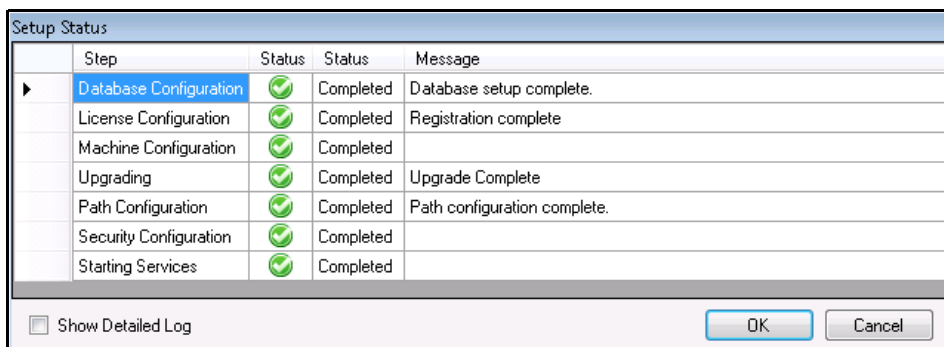 Setup Status
Step Status Status Message
Database Configuration Completed Database setup complete.
License Configuration Completed Registration complete
Machine Configuration Completed
Upgrading Completed Upgrade Complete
Path Configuration Completed Path configuration complete.
Security Configuration Completed
Starting Services Completed
Show Detailed Log OK Cancel